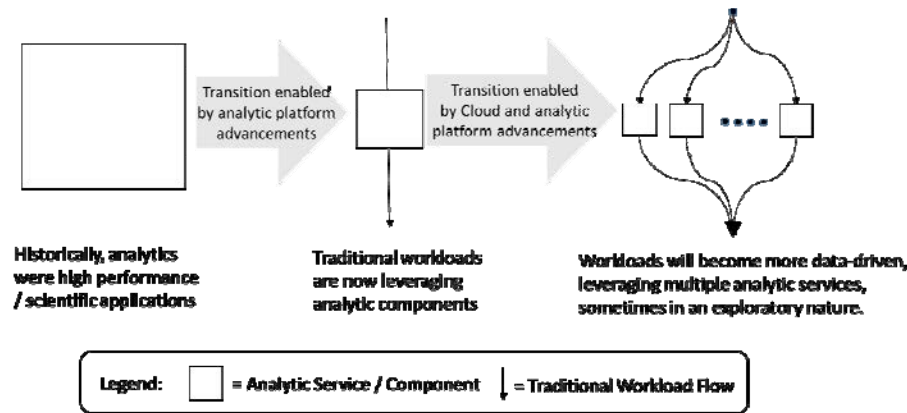 Transition enabled
by analytic platform
advancements
Transition enabled
by Cloud and analytic
platform advancements
Historically, analytics
were high performance
/ scientific applications
Traditional workloads
are now leveraging
analytic components
Workloads will become more data-driven,
leveraging multiple analytic services,
sometimes in an exploratory nature.
Legend: = Analytic Service / Component = Traditional Workload Flow